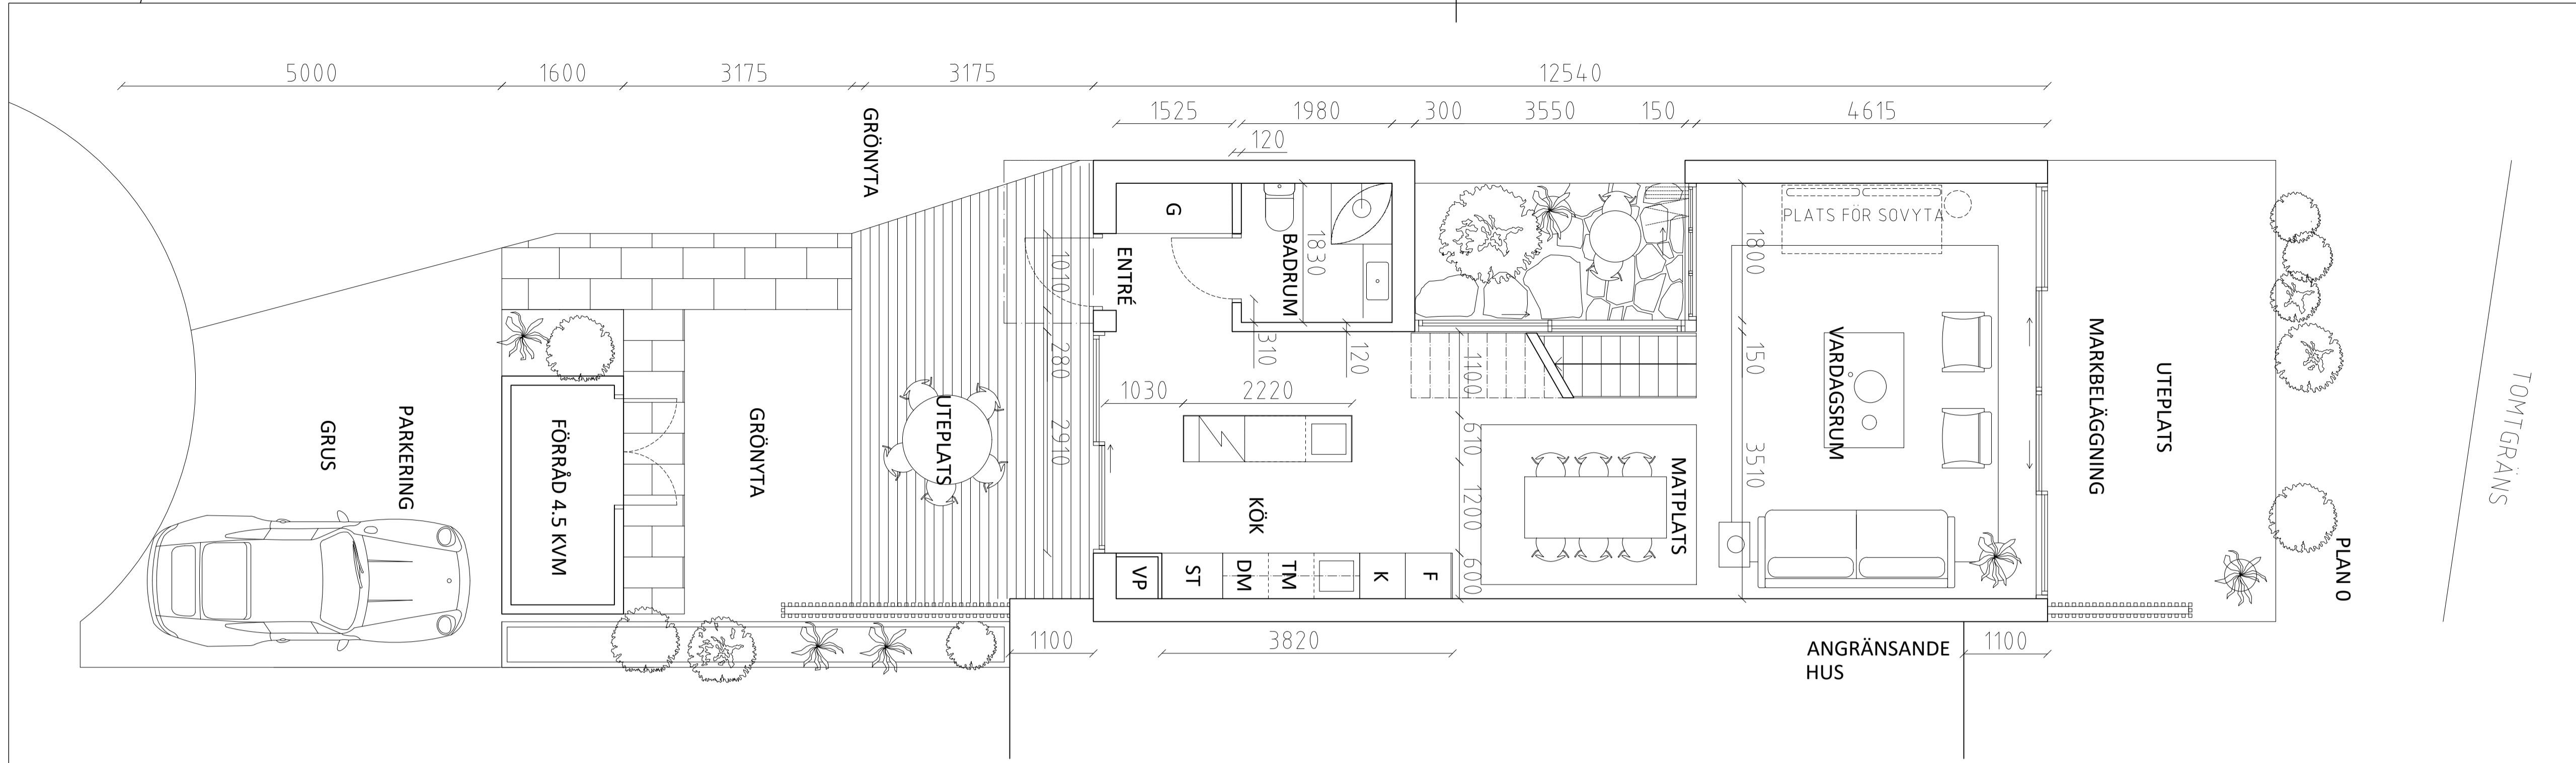 5000
1600
3175
3175
12540
1525
1980
300
3550
150
4615
120
GRÖNYTA
G
ENTRÉ
BADRUM
1830
PLATS FÖR SOVYTA
1010
280
2910
310
120
1100
610
1200
600
1800
150
3510
1030
2220
VARDAGSRUM
MATPLATS
KÖK
UTEPLATS
GRÖNYTA
FÖRRÅD 4.5 KVM
PARKERING
GRUS
MARKBELÄGGNING
UTEPLATS
TOMTGRÄNS
PLAN 0
VP
ST
DM
TM
K
F
1100
3820
ANGRÄNSANDE
HUS
1100